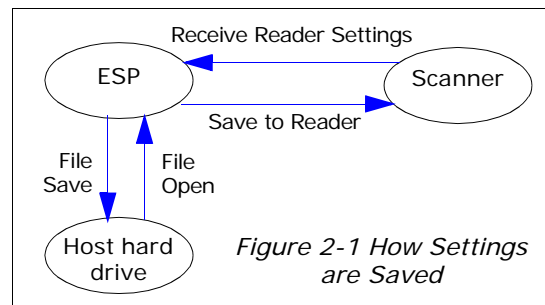 Receive Reader Settings
ESP
Scanner
Save to Reader
File
Save
File
Open
Host hard
drive
Figure 2-1 How Settings
are Saved